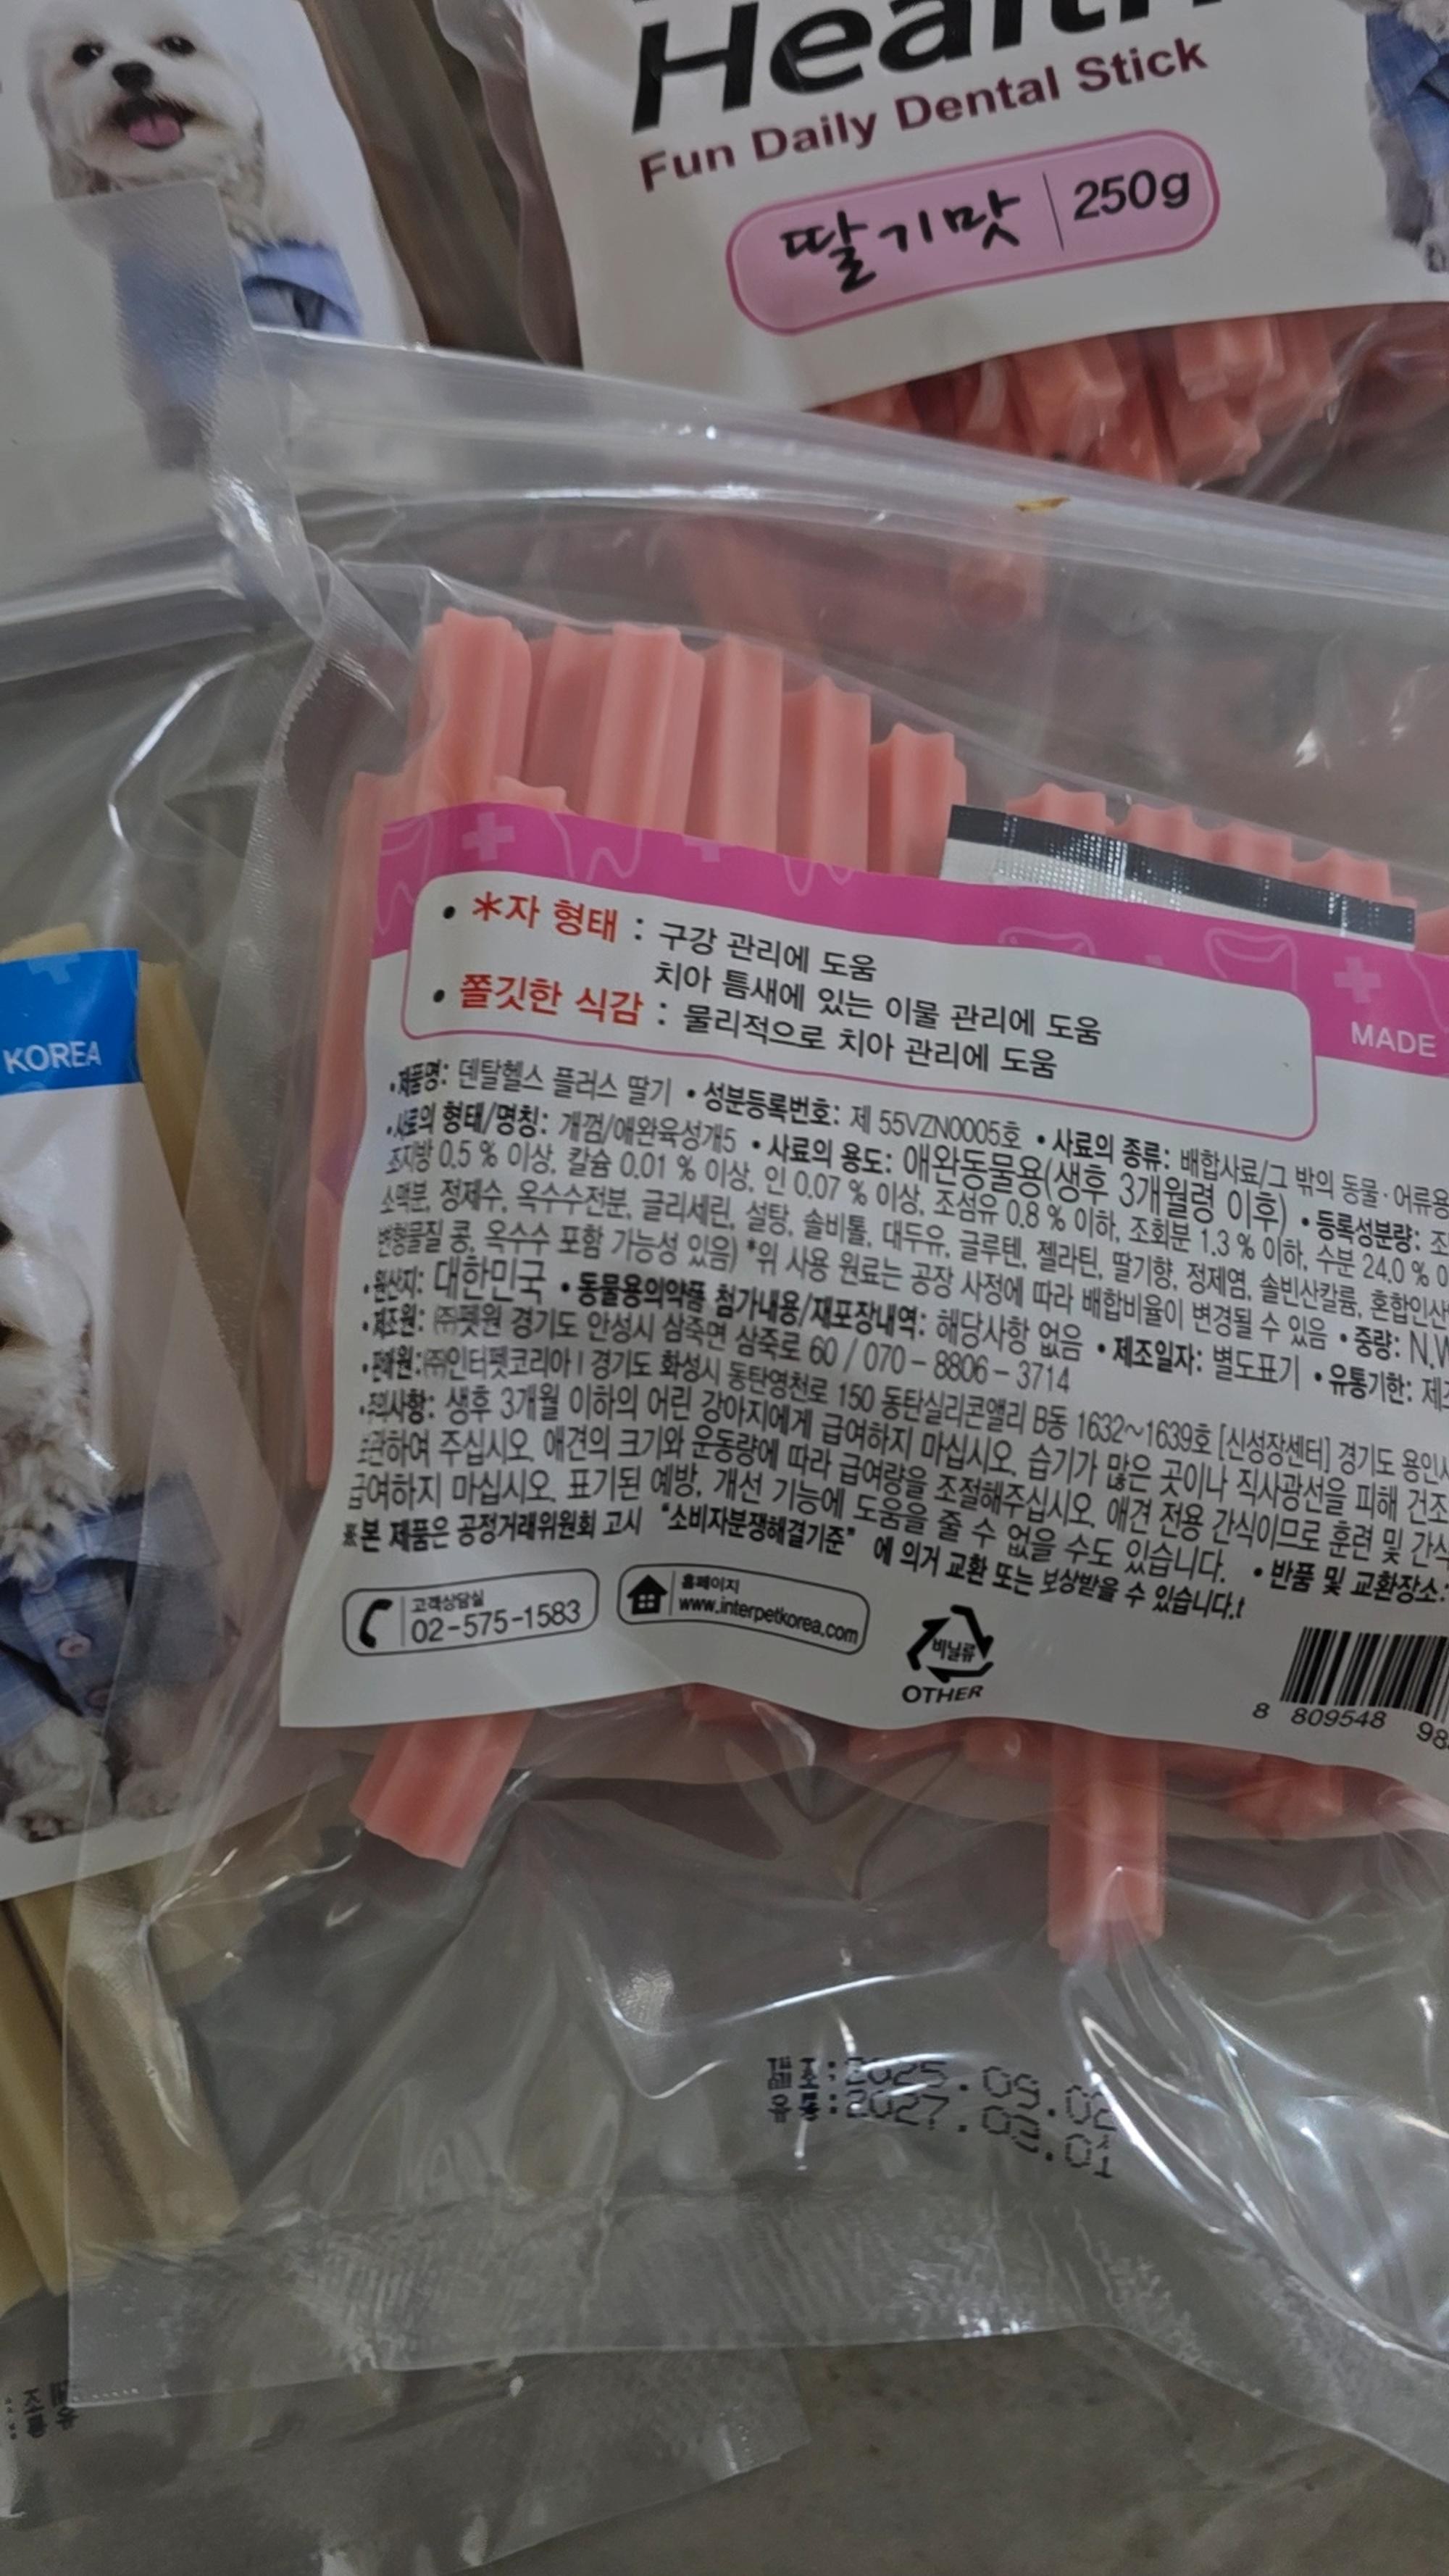 Health
Fun Daily Dental Stick
딸기맛 250g
KOREA
MADE
• *자 형태 : 구강 관리에 도움
치아 틈새에 있는 이물 관리에 도움
• 쫄깃한 식감 : 물리적으로 치아 관리에 도움
•제품명: 덴탈헬스 플러스 딸기 •성분등록번호: 제 55VZN0005호 •사료의 종류: 배합사료/그 밖의 동물·어류용
•사료의 형태/명칭: 개껌/애완육성개5 •사료의 용도: 애완동물용(생후 3개월령 이후) •등록성분량: 조
조지방 0.5 % 이상, 칼슘 0.01 % 이상, 인 0.07 % 이상, 조섬유 0.8 % 이하, 조회분 1.3 % 이하, 수분 24.0 %
소맥분, 정제수, 옥수수전분, 글리세린, 설탕, 솔비톨, 대두유, 글루텐, 젤라틴, 딸기향, 정제염, 솔빈산칼륨, 혼합인산
변형물질 콩, 옥수수 포함 가능성 있음) *위 사용 원료는 공장 사정에 따라 배합비율이 변경될 수 있음 •중량: N.W
•원산지: 대한민국 •동물용의약품 첨가내용/재포장내역: 해당사항 없음 •제조일자: 별도표기 •유통기한: 제조
•제조원: ㈜펫원 경기도 안성시 삼죽면 삼죽로 60 / 070-8806-3714
•판매원:㈜인터펫코리아 | 경기도 화성시 동탄영천로 150 동탄실리콘앨리 B동 1632~1639호 [신성장센터] 경기도 용인시
•주의사항: 생후 3개월 이하의 어린 강아지에게 급여하지 마십시오. 습기가 많은 곳이나 직사광선을 피해 건조
보관하여 주십시오. 애견의 크기와 운동량에 따라 급여량을 조절해주십시오. 애견 전용 간식이므로 훈련 및 간식
급여하지 마십시오. 표기된 예방, 개선 기능에 도움을 줄 수 없을 수도 있습니다. •반품 및 교환장소:
※본 제품은 공정거래위원회 고시 "소비자분쟁해결기준" 에 의거 교환 또는 보상받을 수 있습니다.t
고객상담실
02-575-1583
홈페이지
www.interpetkorea.com
비닐류
OTHER
8 809548 98
제조:2025.09.02
유통:2027.03.01